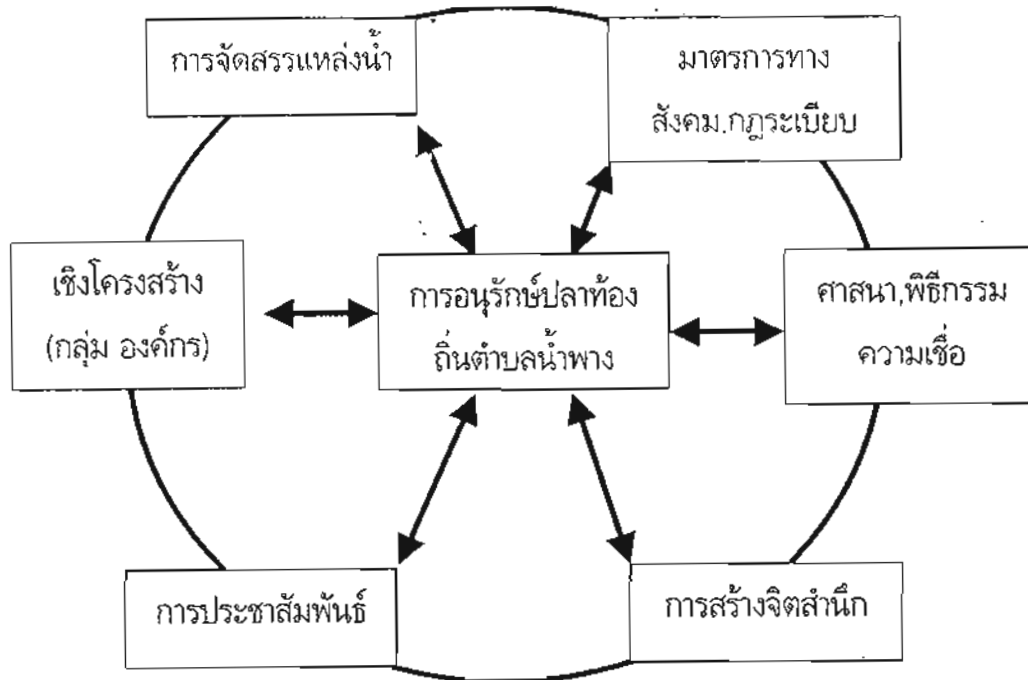 การจัดสรรแหล่งน้ำ
มาตรการทาง
สังคม.กฎระเบียบ
เชิงโครงสร้าง
(กลุ่ม องค์กร)
การอนุรักษ์ปลาท้อง
ถิ่นตำบลน้ำพาง
ศาสนา,พิธีกรรม
ความเชื่อ
การประชาสัมพันธ์
การสร้างจิตสำนึก